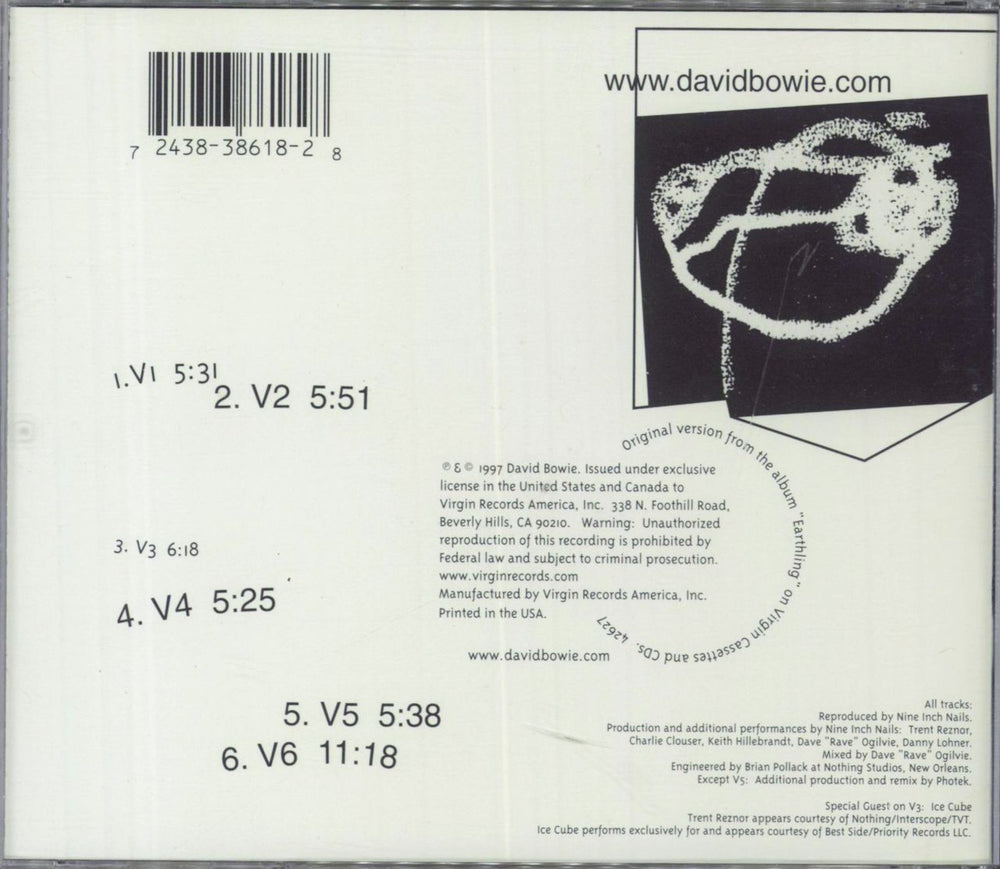 7 2438-38618-2 8
www.davidbowie.com
1. V1 5:31
2. V2 5:51
3. V3 6:18
4. V4 5:25
5. V5 5:38
6. V6 11:18
Original version from the album "Earthling" on Virgin Cassettes and CDs. 42627
℗ & © 1997 David Bowie. Issued under exclusive
license in the United States and Canada to
Virgin Records America, Inc. 338 N. Foothill Road,
Beverly Hills, CA 90210. Warning: Unauthorized
reproduction of this recording is prohibited by
Federal law and subject to criminal prosecution.
www.virginrecords.com
Manufactured by Virgin Records America, Inc.
Printed in the USA.
www.davidbowie.com
All tracks:
Reproduced by Nine Inch Nails.
Production and additional performances by Nine Inch Nails: Trent Reznor,
Charlie Clouser, Keith Hillebrandt, Dave "Rave" Ogilvie, Danny Lohner.
Mixed by Dave "Rave" Ogilvie.
Engineered by Brian Pollack at Nothing Studios, New Orleans.
Except V5: Additional production and remix by Photek.
Special Guest on V3: Ice Cube
Trent Reznor appears courtesy of Nothing/Interscope/TVT.
Ice Cube performs exclusively for and appears courtesy of Best Side/Priority Records LLC.